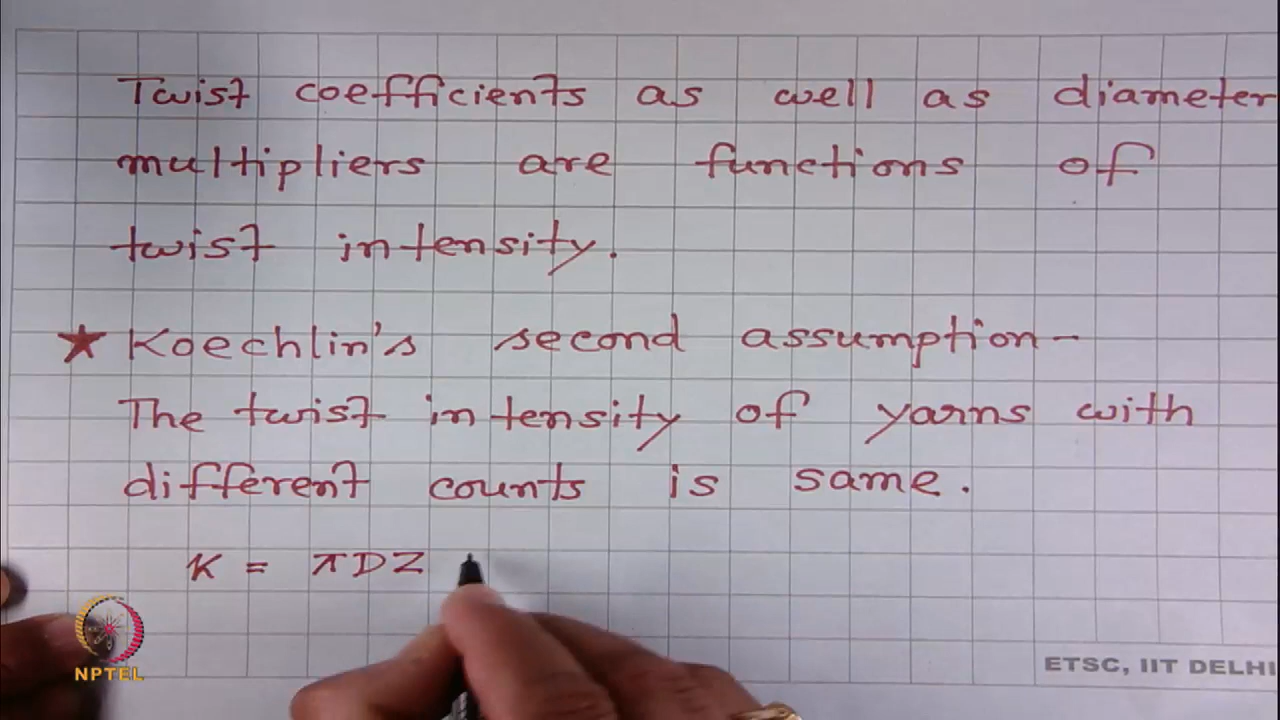 Twist coefficients as well as diameter
multipliers are functions of
twist intensity.
★ Koechlin's second assumption-
The twist intensity of yarns with
different counts is same.
K = πDZ
NPTEL
ETSC, IIT DELHI